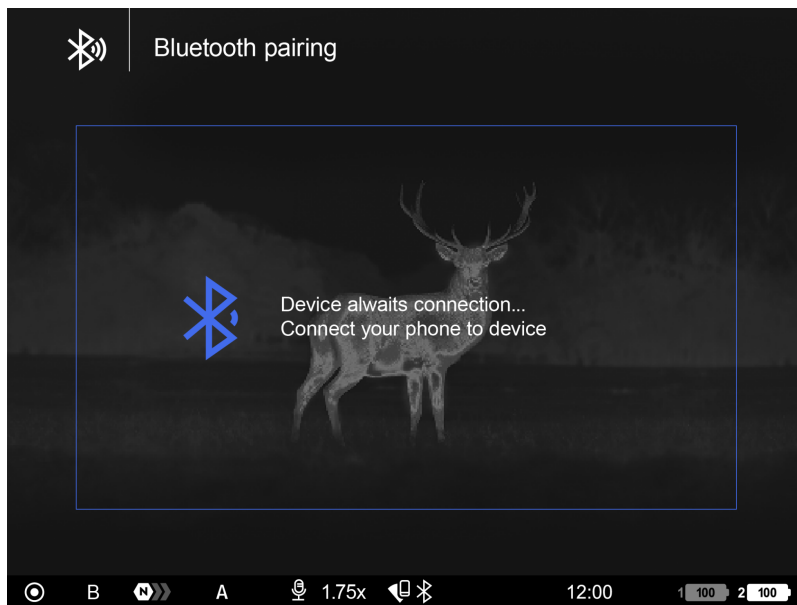 Bluetooth pairing
Device alwaits connection...
Connect your phone to device
B N A 1.75x 12:00 1 100 2 100